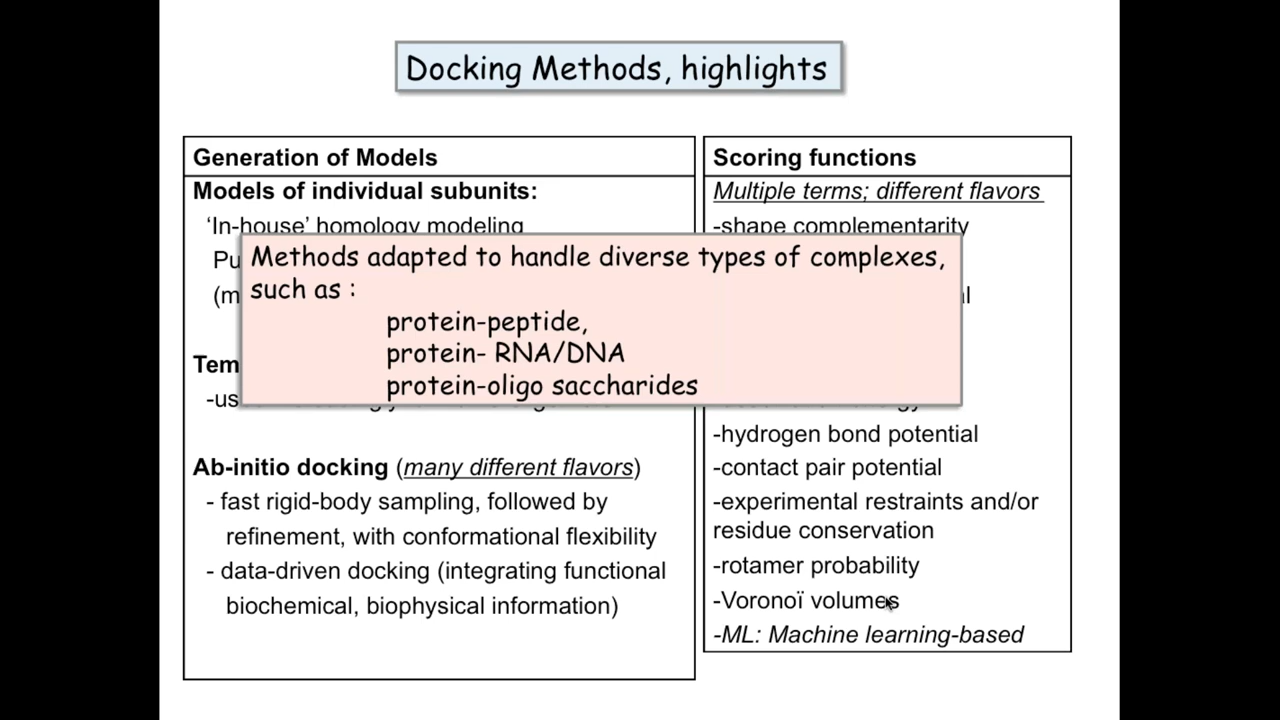 Docking Methods, highlights
Generation of Models
Models of individual subunits:
‘In-house’ homology modeling
Methods adapted to handle diverse types of complexes,
such as :
protein-peptide,
protein- RNA/DNA
protein-oligo saccharides
Ab-initio docking (many different flavors)
- fast rigid-body sampling, followed by
refinement, with conformational flexibility
- data-driven docking (integrating functional
biochemical, biophysical information)
Scoring functions
Multiple terms; different flavors
-shape complementarity
-hydrogen bond potential
-contact pair potential
-experimental restraints and/or
residue conservation
-rotamer probability
-Voronoï volumes
-ML: Machine learning-based